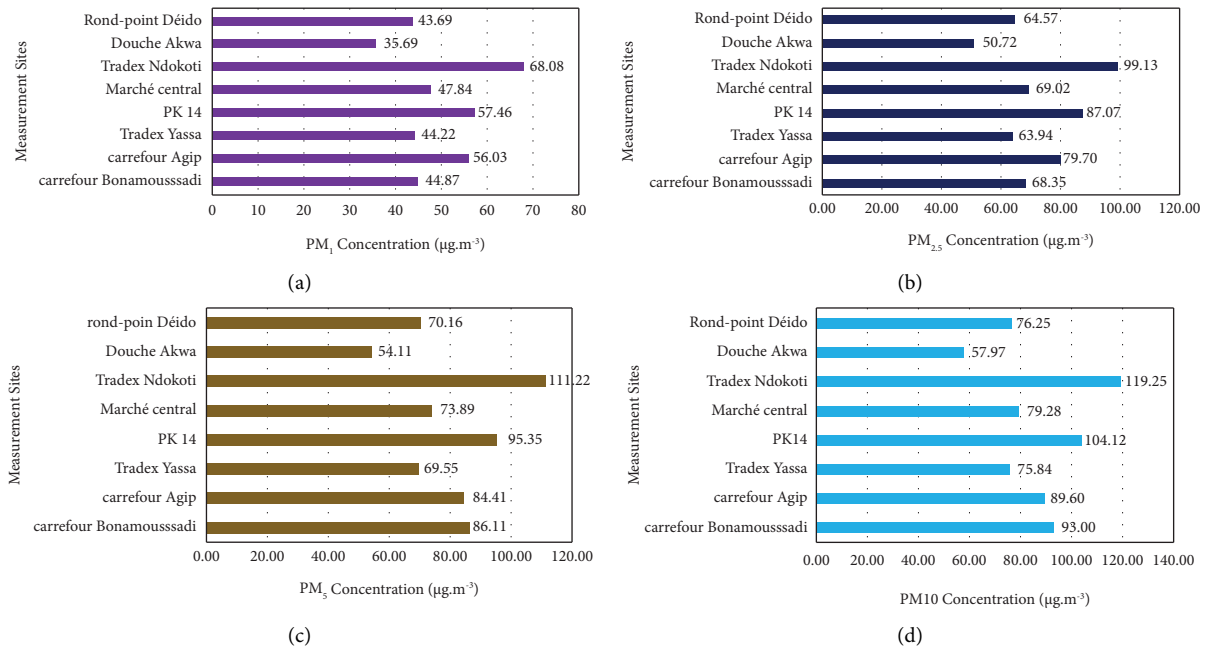 Measurement Sites
Rond-point Déido
43.69
Douche Akwa
35.69
Tradex Ndokoti
68.08
Marché central
47.84
PK 14
57.46
Tradex Yassa
44.22
carrefour Agip
56.03
carrefour Bonamousssadi
44.87
0 10 20 30 40 50 60 70 80
PM₁ Concentration (µg.m⁻³)
(a)
Measurement Sites
Rond-point Déido
64.57
Douche Akwa
50.72
Tradex Ndokoti
99.13
Marché central
69.02
PK 14
87.07
Tradex Yassa
63.94
carrefour Agip
79.70
carrefour Bonamousssadi
68.35
0.00 20.00 40.00 60.00 80.00 100.00 120.00
PM₂.₅ Concentration (µg.m⁻³)
(b)
Measurement Sites
rond-poin Déido
70.16
Douche Akwa
54.11
Tradex Ndokoti
111.22
Marché central
73.89
PK 14
95.35
Tradex Yassa
69.55
carrefour Agip
84.41
carrefour Bonamousssadi
86.11
0.00 20.00 40.00 60.00 80.00 100.00 120.00
PM₅ Concentration (µg.m⁻³)
(c)
Measurement Sites
Rond-point Déido
76.25
Douche Akwa
57.97
Tradex Ndokoti
119.25
Marché central
79.28
PK14
104.12
Tradex Yassa
75.84
carrefour Agip
89.60
carrefour Bonamousssadi
93.00
0.00 20.00 40.00 60.00 80.00 100.00 120.00 140.00
PM10 Concentration (µg.m⁻³)
(d)